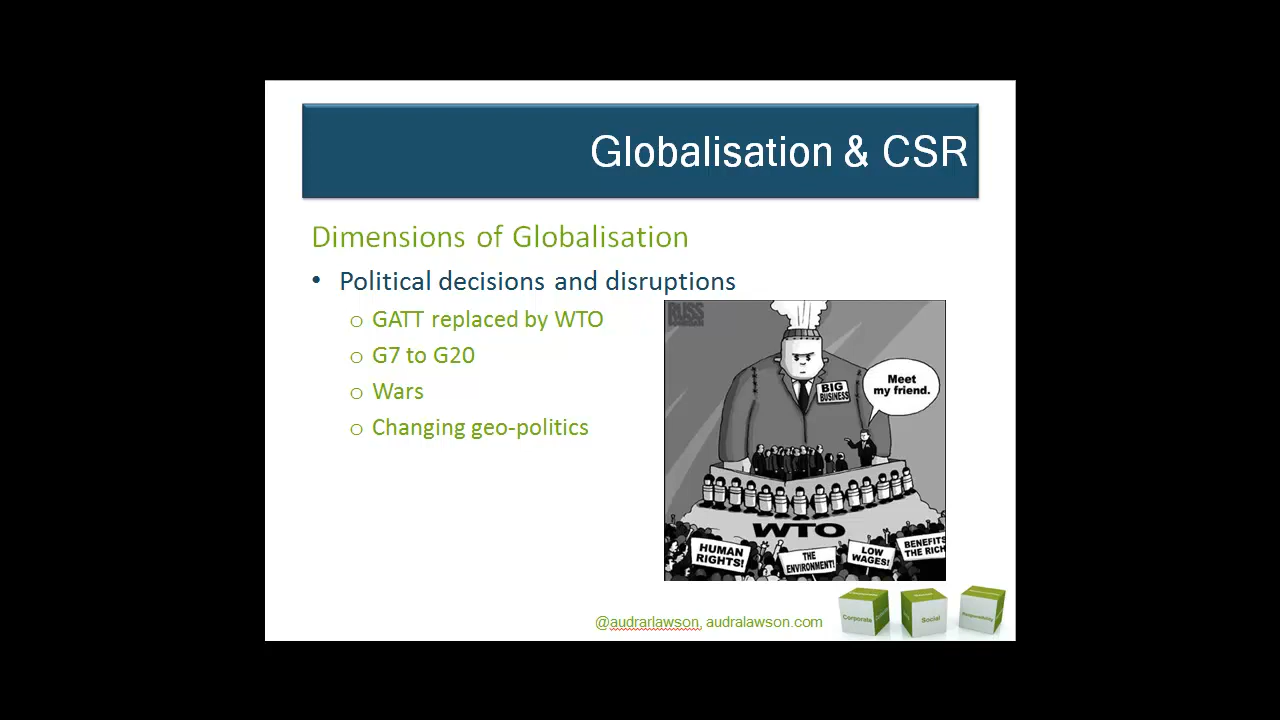 Globalisation & CSR
Dimensions of Globalisation
• Political decisions and disruptions
o GATT replaced by WTO
o G7 to G20
o Wars
o Changing geo-politics
RUSS
BIG
BUSINESS
Meet
my friend.
WTO
HUMAN
RIGHTS!
THE
ENVIRONMENT!
LOW
WAGES!
BENEFITS
THE RICH
@audrarlawson, audralawson.com
Corporate
Social
Responsibility